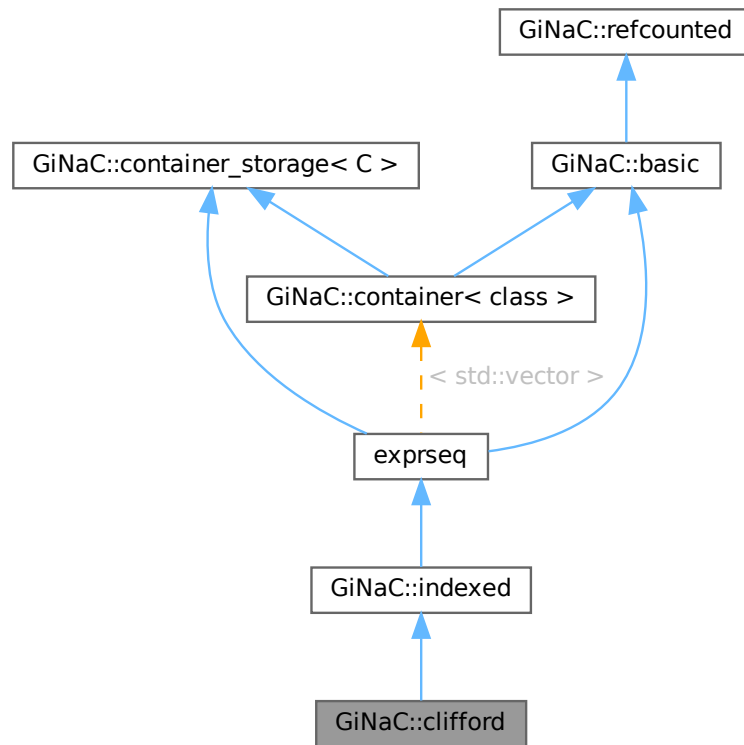 GiNaC::refcounted
GiNaC::container_storage< C >
GiNaC::basic
GiNaC::container< class >
< std::vector >
exprseq
GiNaC::indexed
GiNaC::clifford